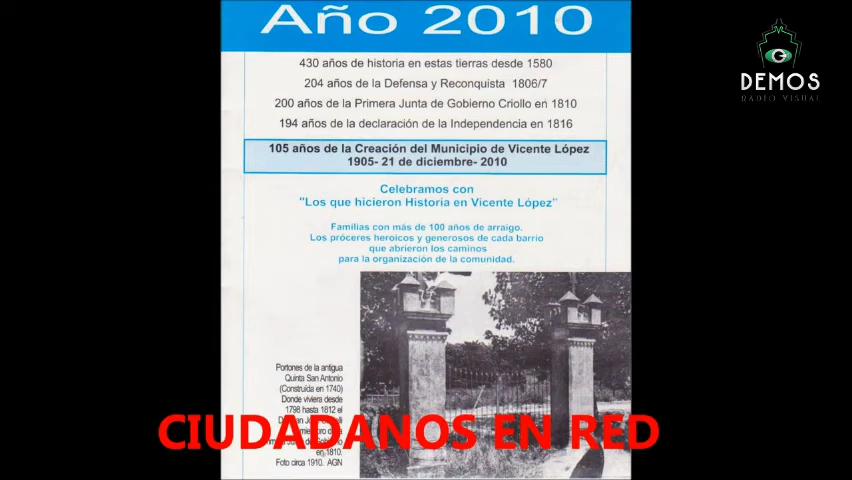 Año 2010
DEMOS
RADIO VISUAL
430 años de historia en estas tierras desde 1580
204 años de la Defensa y Reconquista 1806/7
200 años de la Primera Junta de Gobierno Criollo en 1810
194 años de la declaración de la Independencia en 1816
105 años de la Creación del Municipio de Vicente López
1905- 21 de diciembre- 2010
Celebramos con
"Los que hicieron Historia en Vicente López"
Familias con más de 100 años de arraigo.
Los próceres heroicos y generosos de cada barrio
que abrieron los caminos
para la organización de la comunidad.
Portones de la antigua
Quinta San Antonio
(Construída en 1740)
Donde viviera desde
1798 hasta 1812 el
en 1810.
Foto circa 1910. AGN
CIUDADANOS EN RED